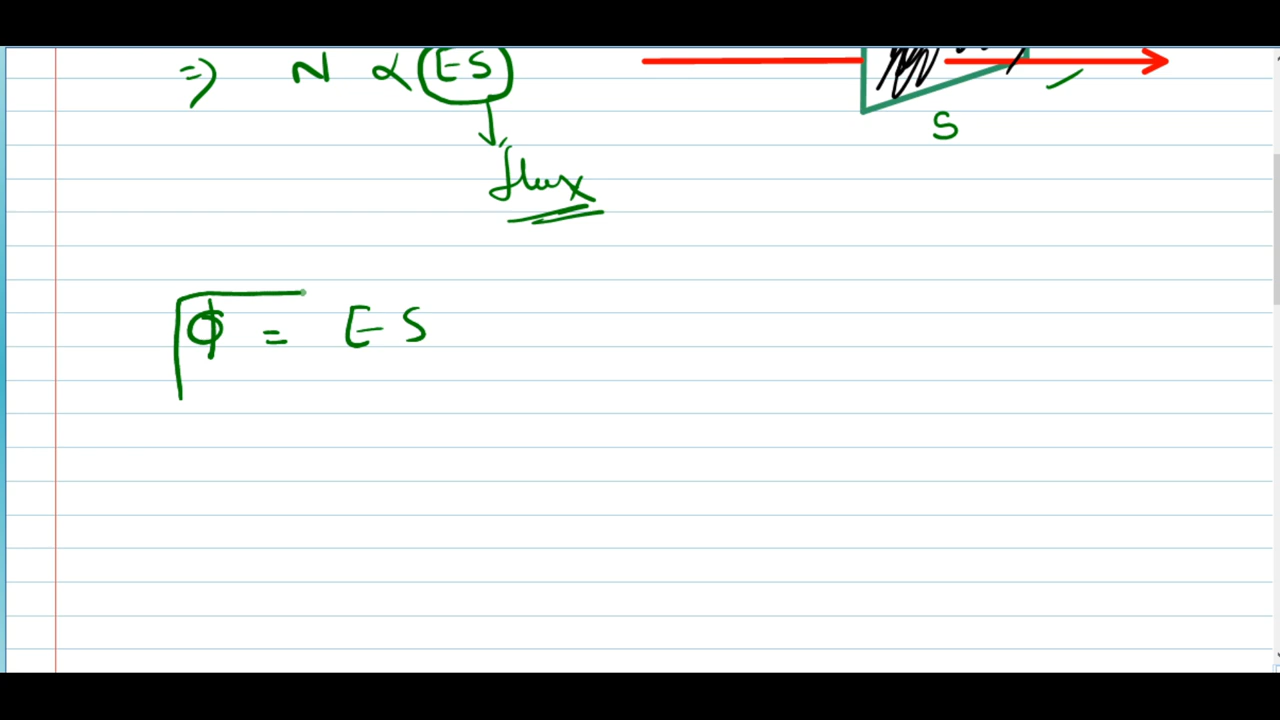 ⇒ N ∝ ES
S
flux
Φ = ES